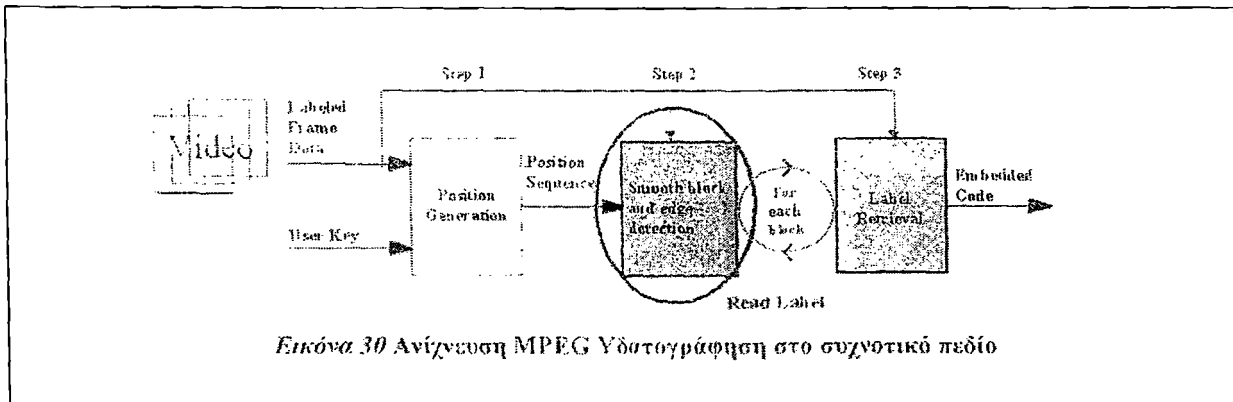 Step 1
Step 2
Step 3
Video
Labeled
Frame
Data
User Key
Position
Generation
Position
Sequence
Smooth block
and edge
detection
For
each
block
Label
Retrieval
Embedded
Code
Read Label
Εικόνα 30 Ανίχνευση MPEG Υδατογράφηση στο συχνοτικό πεδίο